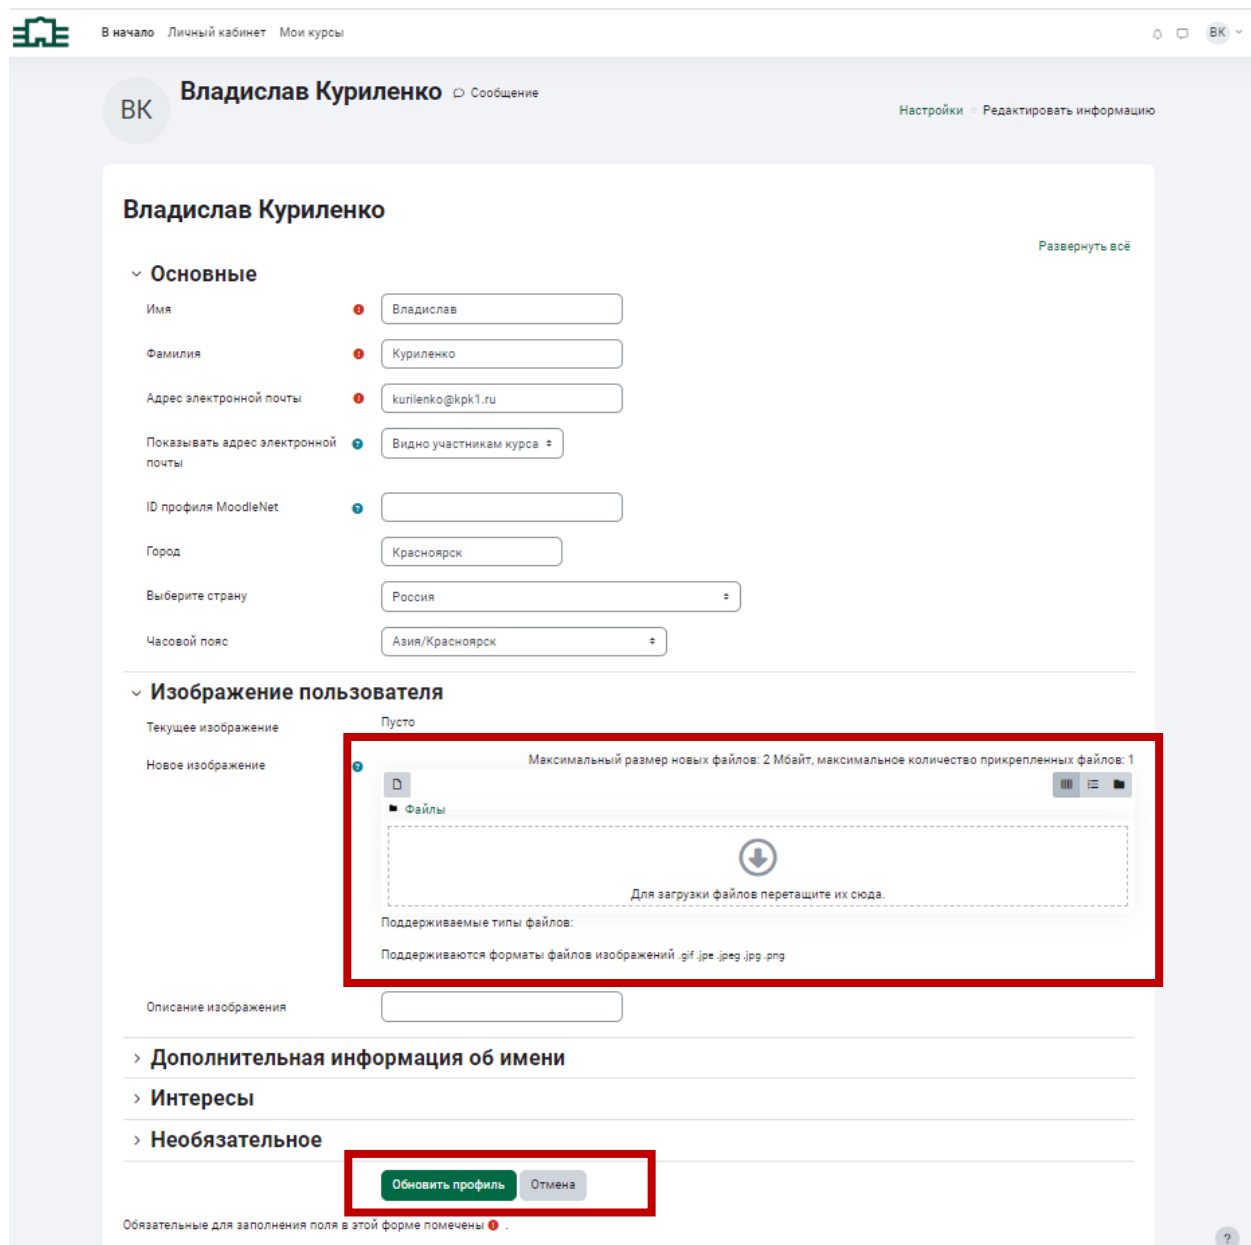 В начало Личный кабинет Мои курсы ВК
ВК
Владислав Куриленко Сообщение
Настройки Редактировать информацию
Владислав Куриленко
Развернуть всё
Основные
Имя Владислав
Фамилия Куриленко
Адрес электронной почты kurilenko@kpk1.ru
Показывать адрес электронной почты Видно участникам курса
ID профиля MoodleNet
Город Красноярск
Выберите страну Россия
Часовой пояс Азия/Красноярск
Изображение пользователя
Текущее изображение Пусто
Новое изображение Максимальный размер новых файлов: 2 Мбайт, максимальное количество прикрепленных файлов: 1
Файлы
Для загрузки файлов перетащите их сюда.
Поддерживаемые типы файлов:
Поддерживаются форматы файлов изображений .gif .jpe .jpeg .jpg .png
Описание изображения
Дополнительная информация об имени
Интересы
Необязательное
Обновить профиль Отмена
Обязательные для заполнения поля в этой форме помечены .
?